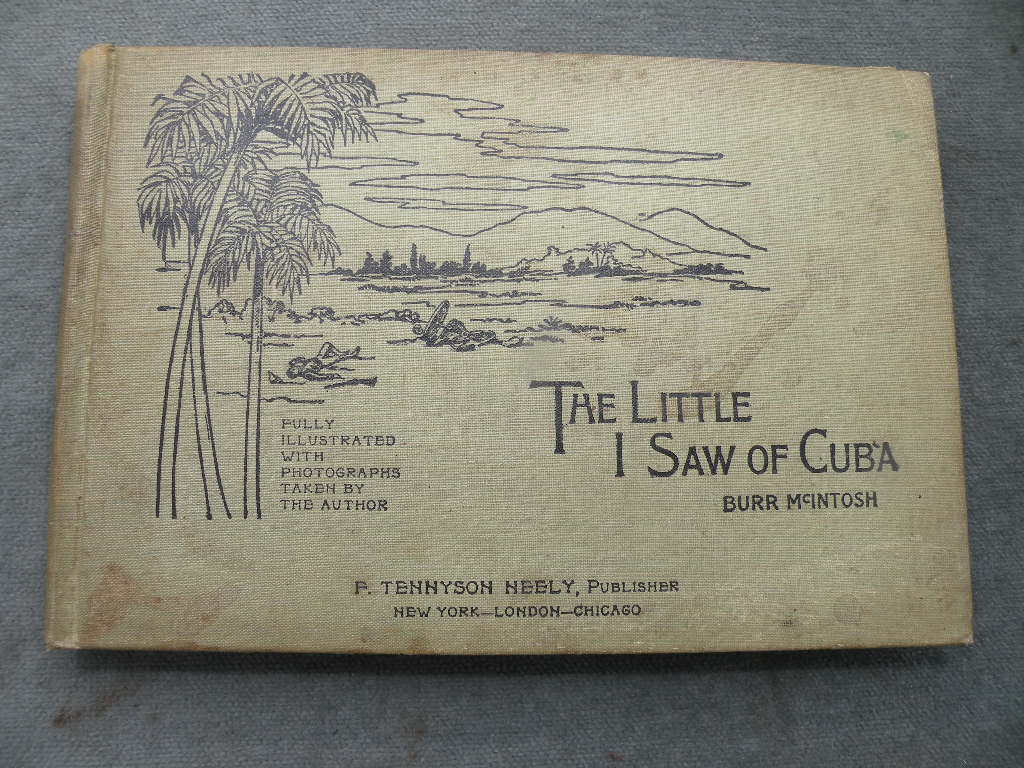 THE LITTLE
I SAW OF CUBA
BURR McINTOSH
FULLY
ILLUSTRATED
WITH
PHOTOGRAPHS
TAKEN BY
THE AUTHOR
F. TENNYSON NEELY, PUBLISHER
NEW YORK—LONDON—CHICAGO